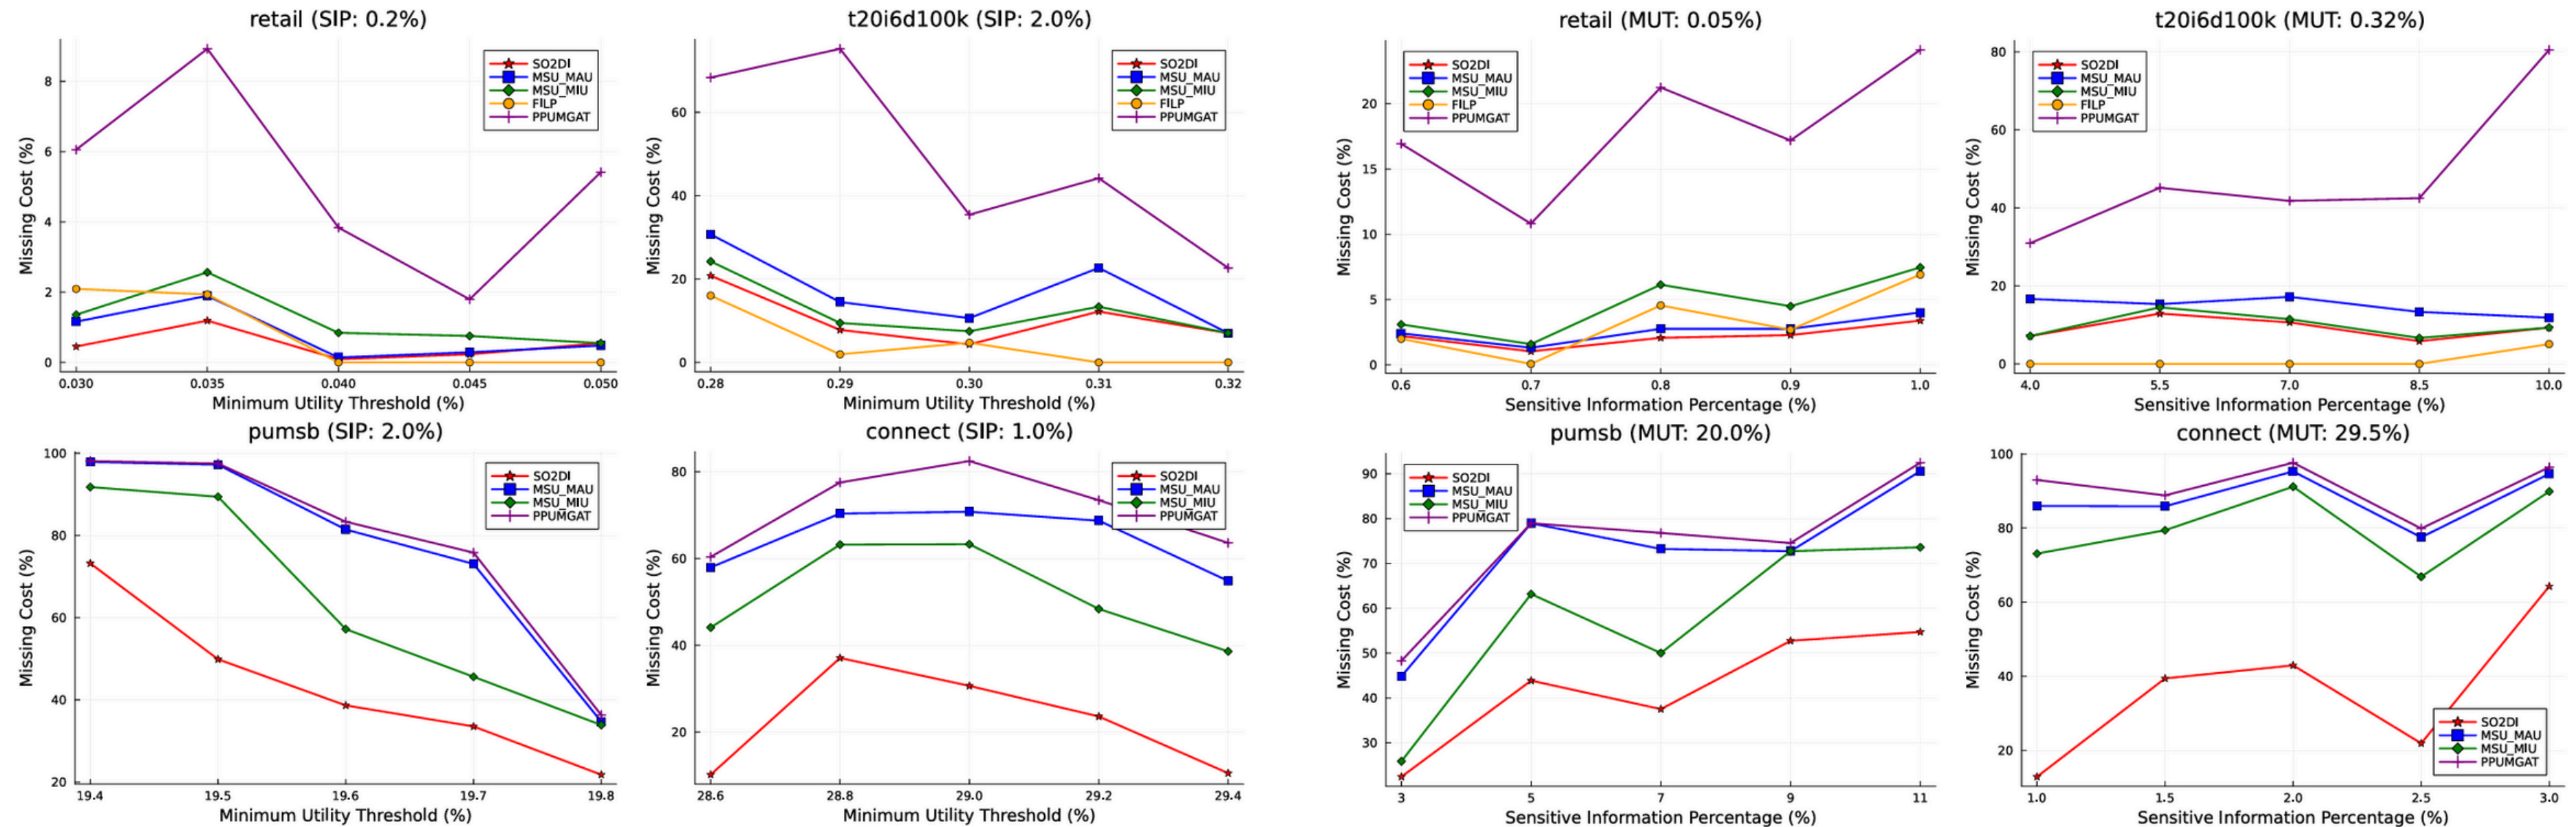 retail (SIP: 0.2%)
Missing Cost (%)
8
6
4
2
0
SO2DI
MSU_MAU
MSU_MIU
FILP
PPUMGAT
0.030 0.035 0.040 0.045 0.050
Minimum Utility Threshold (%)
t20i6d100k (SIP: 2.0%)
Missing Cost (%)
60
40
20
0
SO2DI
MSU_MAU
MSU_MIU
FILP
PPUMGAT
0.28 0.29 0.30 0.31 0.32
Minimum Utility Threshold (%)
retail (MUT: 0.05%)
Missing Cost (%)
20
15
10
5
0
SO2DI
MSU_MAU
MSU_MIU
FILP
PPUMGAT
0.6 0.7 0.8 0.9 1.0
Sensitive Information Percentage (%)
t20i6d100k (MUT: 0.32%)
Missing Cost (%)
80
60
40
20
0
SO2DI
MSU_MAU
MSU_MIU
FILP
PPUMGAT
4.0 5.5 7.0 8.5 10.0
Sensitive Information Percentage (%)
pumsb (SIP: 2.0%)
Missing Cost (%)
100
80
60
40
20
SO2DI
MSU_MAU
MSU_MIU
PPUMGAT
19.4 19.5 19.6 19.7 19.8
Minimum Utility Threshold (%)
connect (SIP: 1.0%)
Missing Cost (%)
80
60
40
20
SO2DI
MSU_MAU
MSU_MIU
PPUMGAT
28.6 28.8 29.0 29.2 29.4
Minimum Utility Threshold (%)
pumsb (MUT: 20.0%)
Missing Cost (%)
90
80
70
60
50
40
30
SO2DI
MSU_MAU
MSU_MIU
PPUMGAT
3 5 7 9 11
Sensitive Information Percentage (%)
connect (MUT: 29.5%)
Missing Cost (%)
100
80
60
40
20
SO2DI
MSU_MAU
MSU_MIU
PPUMGAT
1.0 1.5 2.0 2.5 3.0
Sensitive Information Percentage (%)